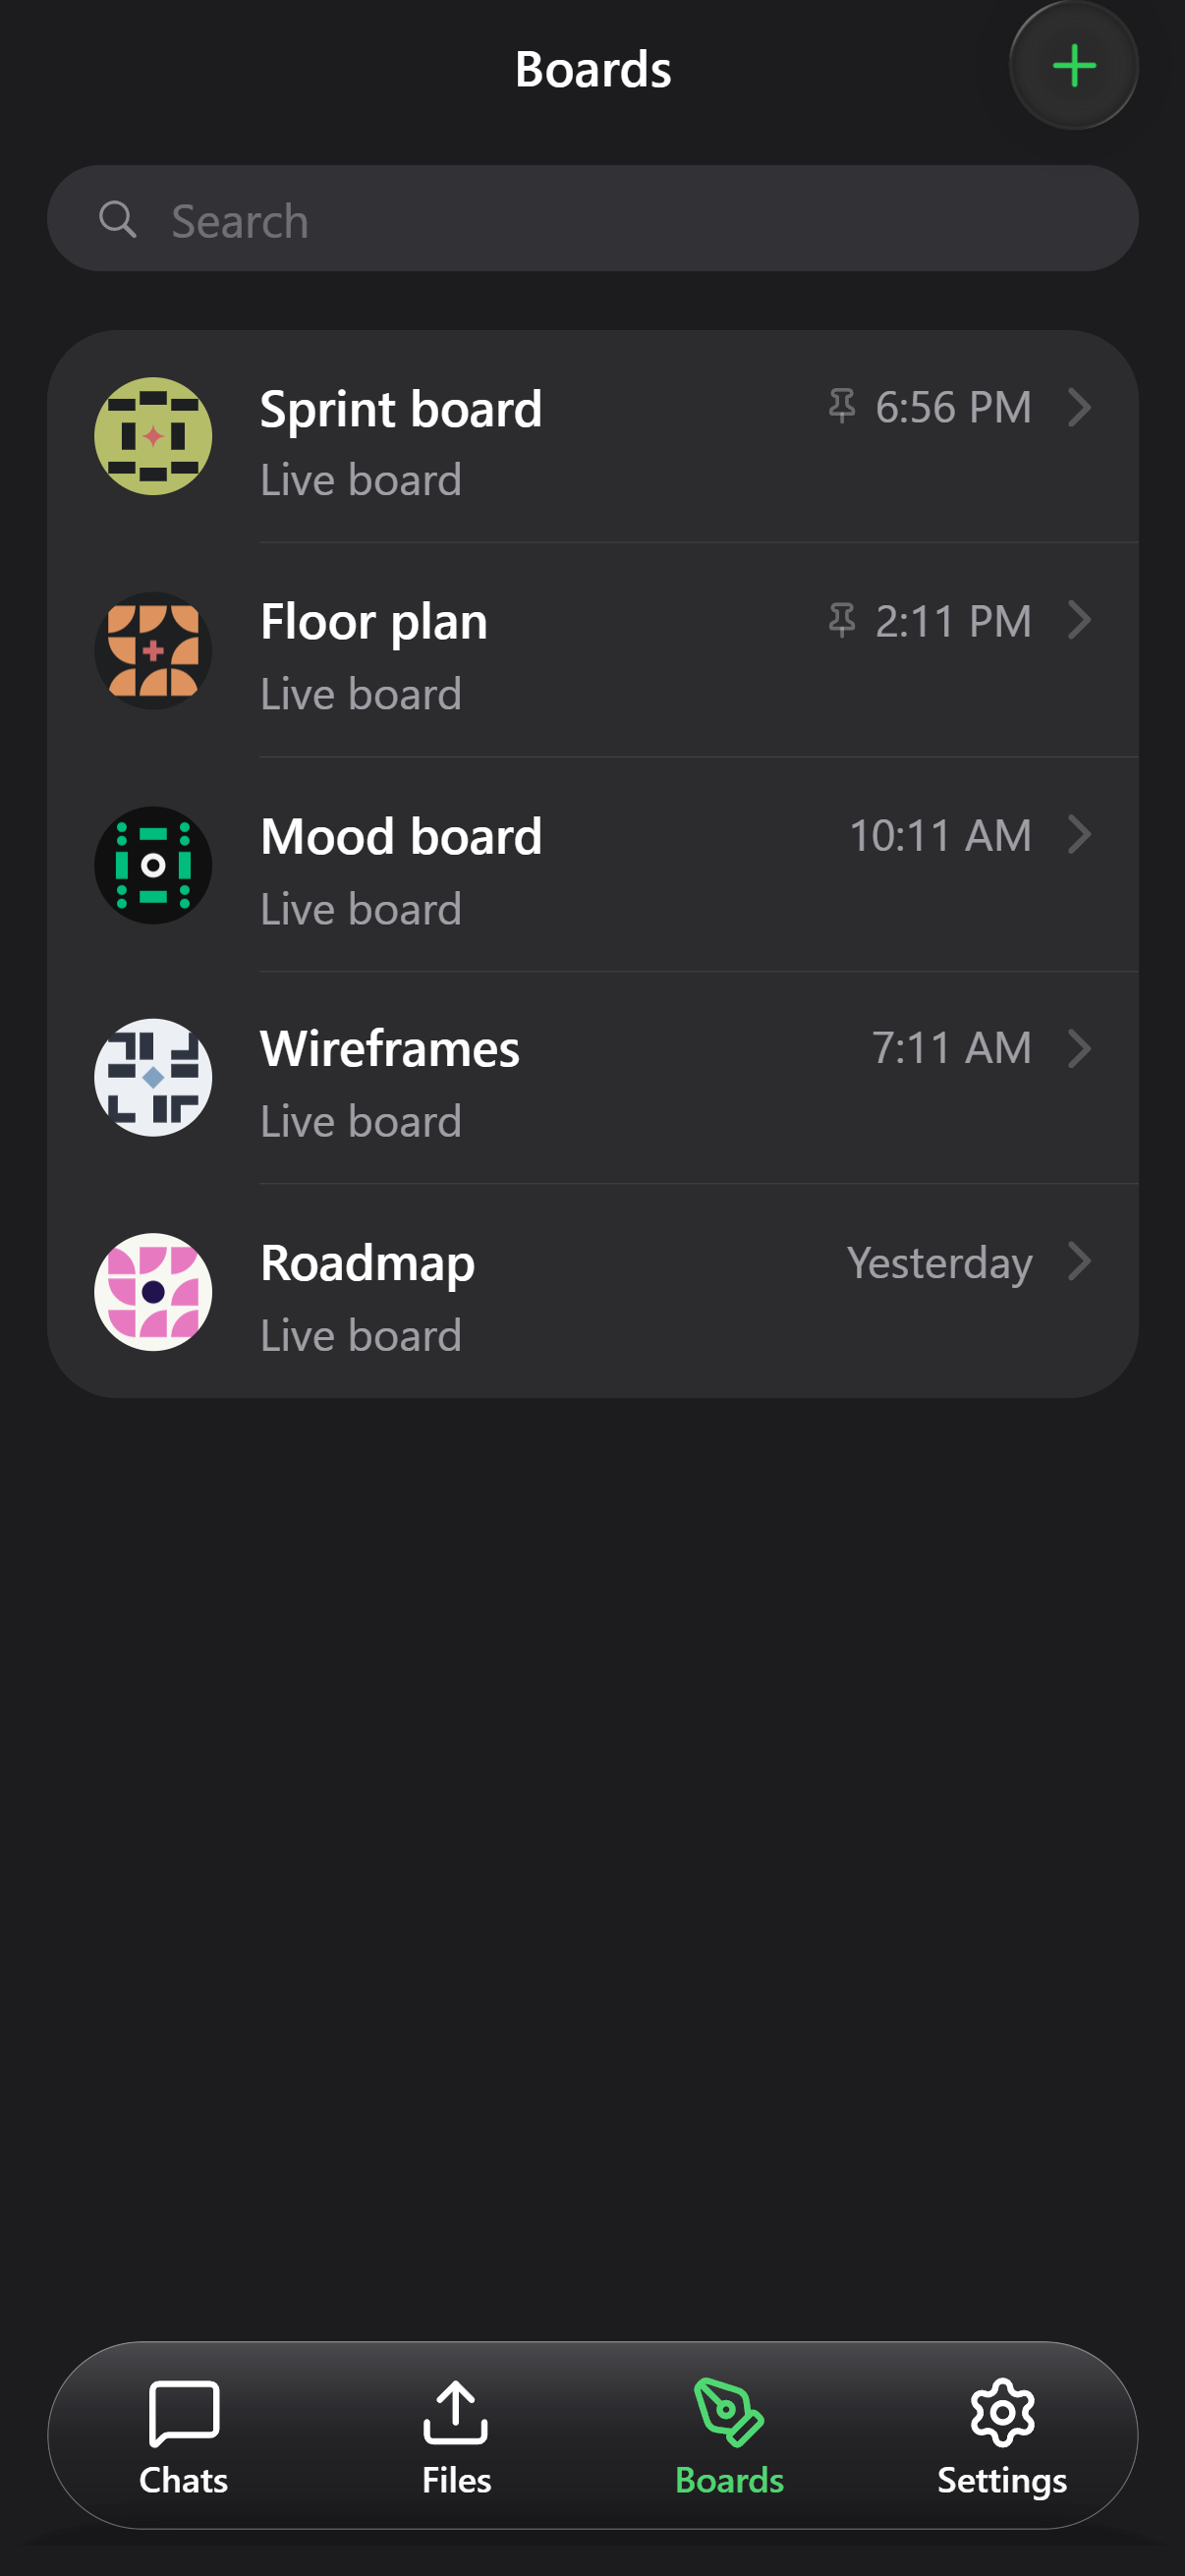 Boards
Search
Sprint board
6:56 PM
Live board
Floor plan
2:11 PM
Live board
Mood board
10:11 AM
Live board
Wireframes
7:11 AM
Live board
Roadmap
Yesterday
Live board
Chats
Files
Boards
Settings